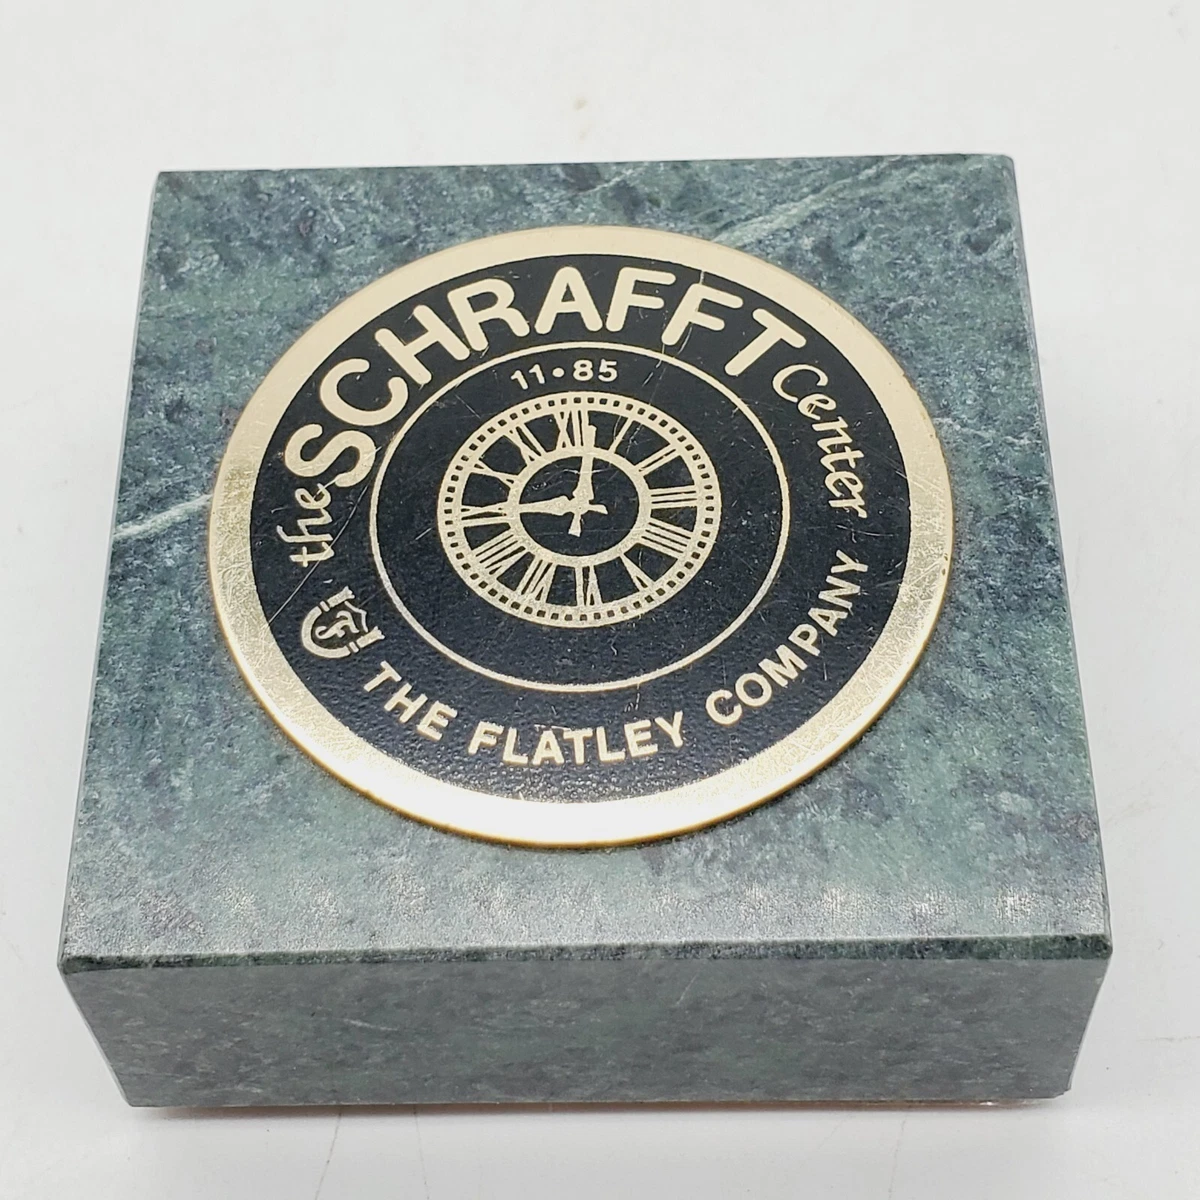 the SCHRAFFT Center
11•85
THE FLATLEY COMPANY